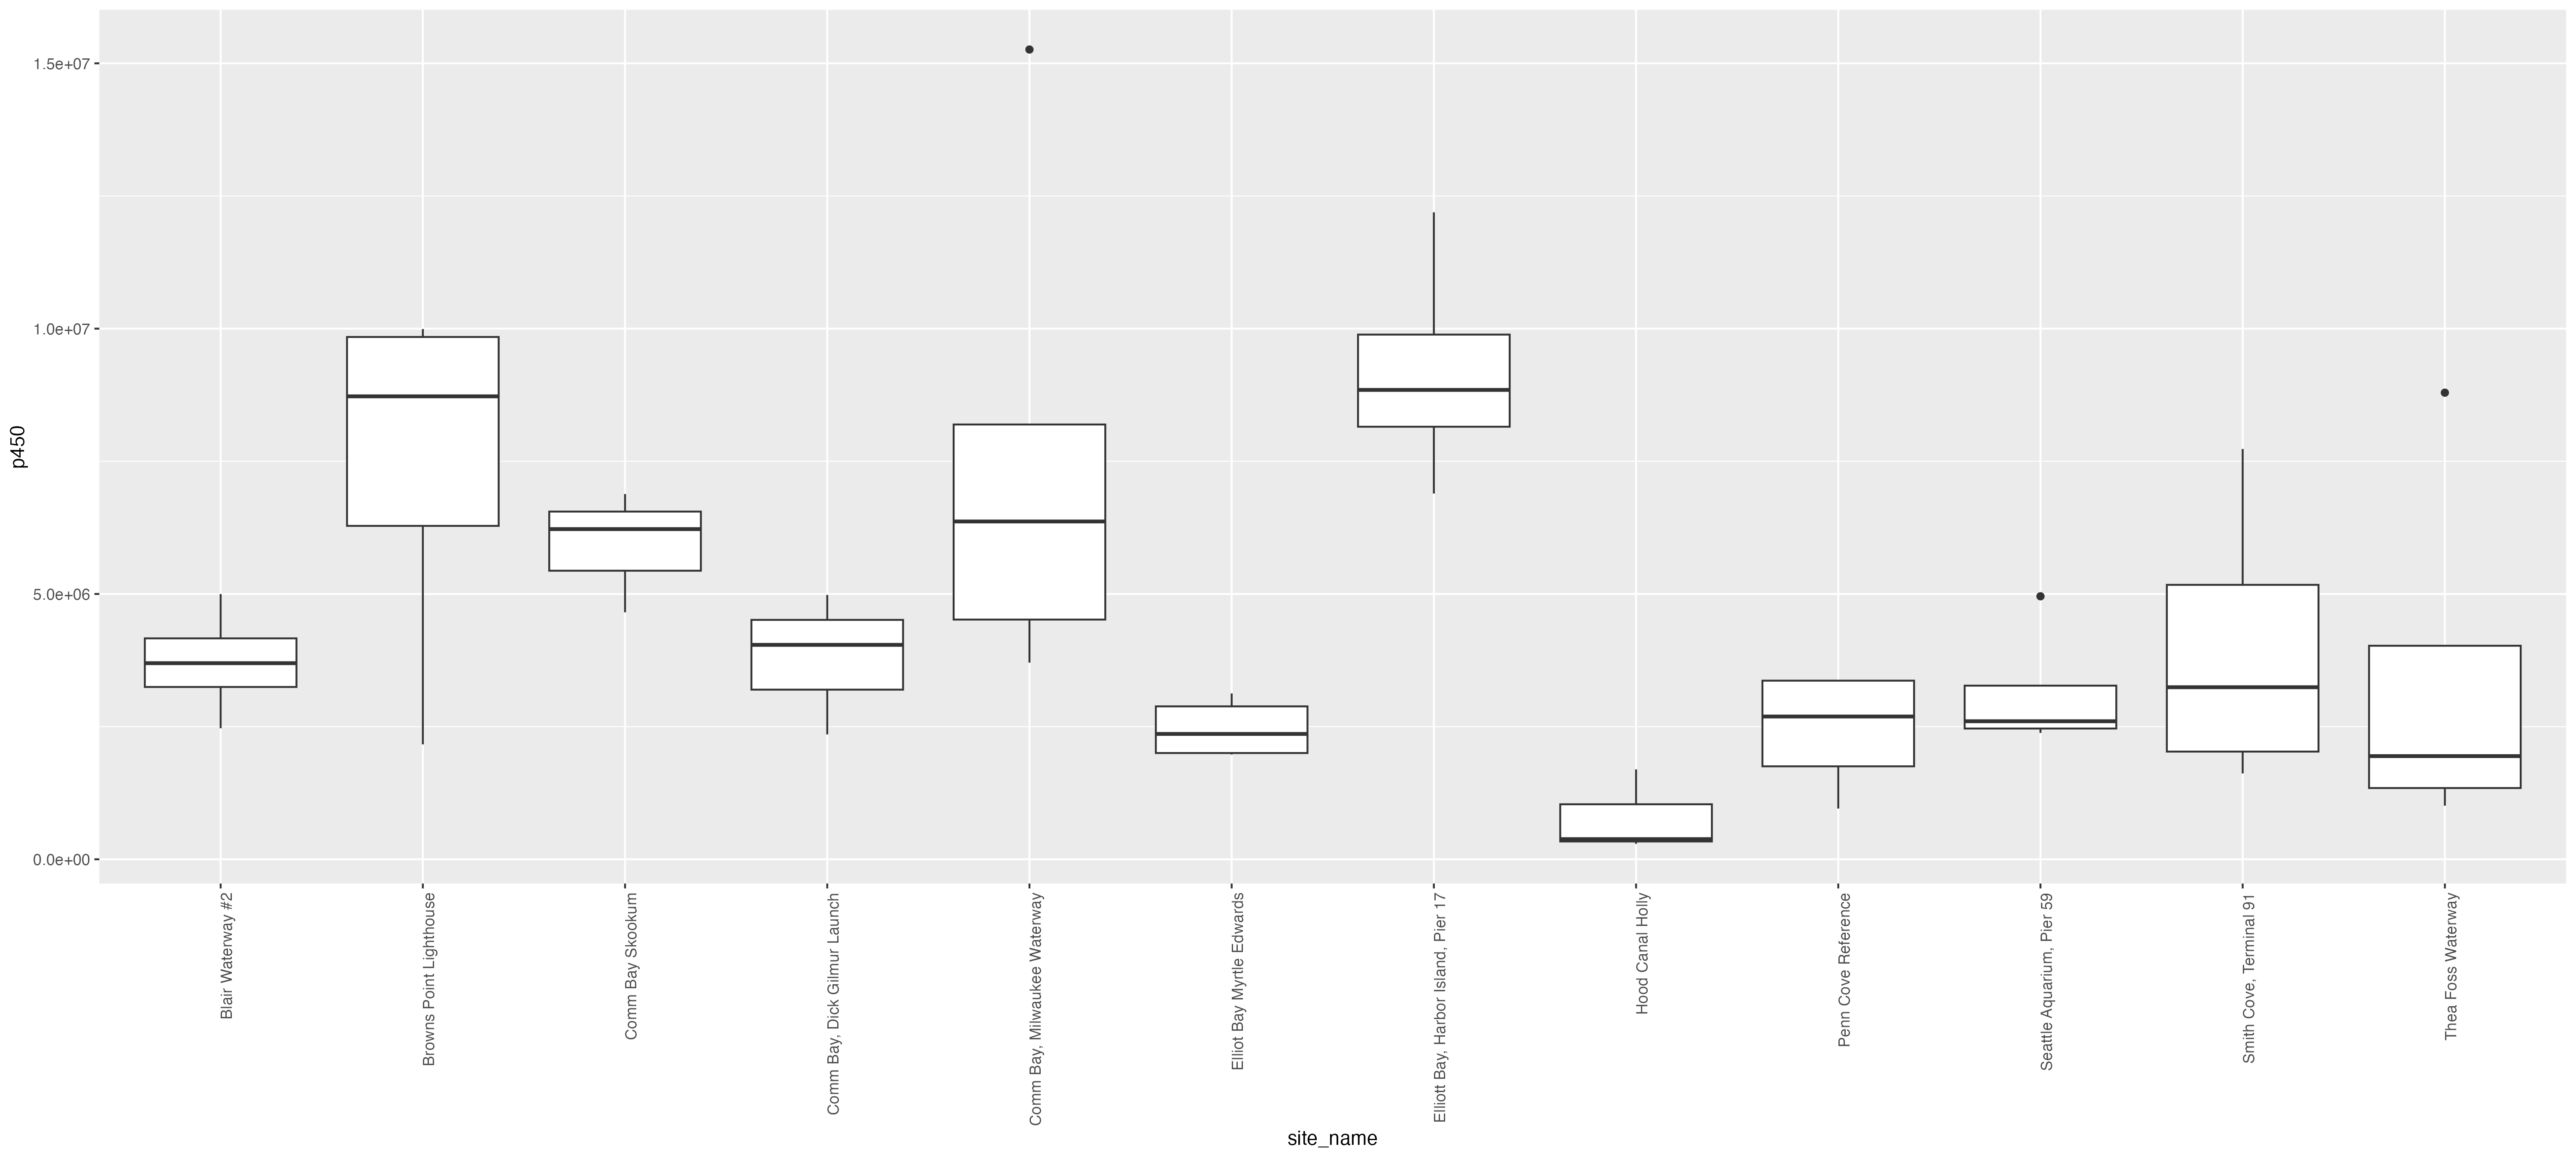 p450
1.5e+07
1.0e+07
5.0e+06
0.0e+00
Blair Waterway #2
Browns Point Lighthouse
Comm Bay Skookum
Comm Bay, Dick Gilmur Launch
Comm Bay, Milwaukee Waterway
Elliot Bay Myrtle Edwards
Elliott Bay, Harbor Island, Pier 17
Hood Canal Holly
Penn Cove Reference
Seattle Aquarium, Pier 59
Smith Cove, Terminal 91
Thea Foss Waterway
site_name